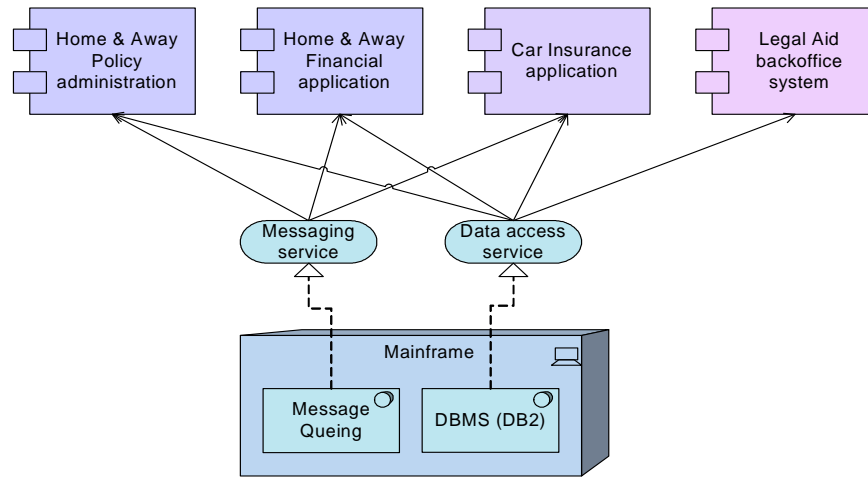 Home & Away
Policy
administration
Home & Away
Financial
application
Car Insurance
application
Legal Aid
backoffice
system
Messaging
service
Data access
service
Mainframe
Message
Queing
DBMS (DB2)